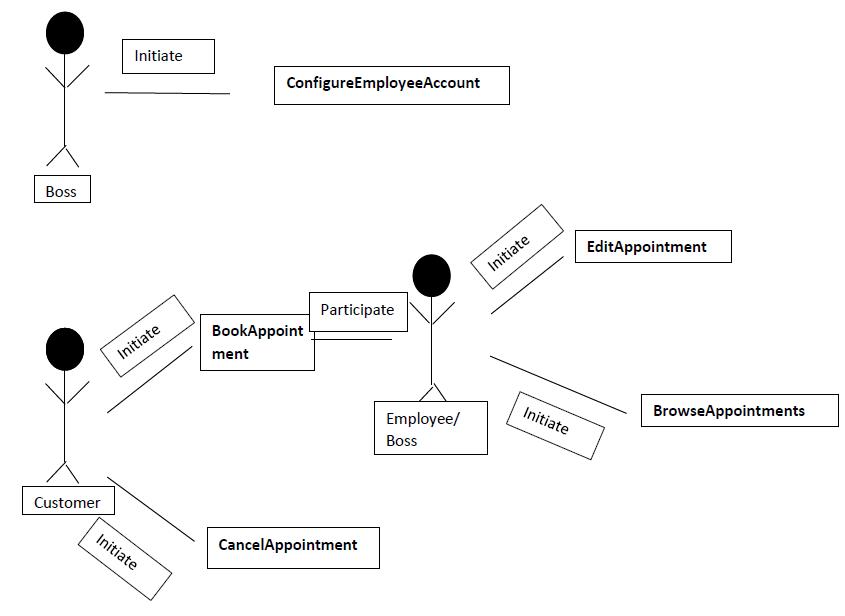 Initiate
ConfigureEmployeeAccount
Boss
Initiate
EditAppointment
Participate
Initiate
BookAppoint
ment
Employee/
Boss
Initiate
BrowseAppointments
Customer
Initiate
CancelAppointment